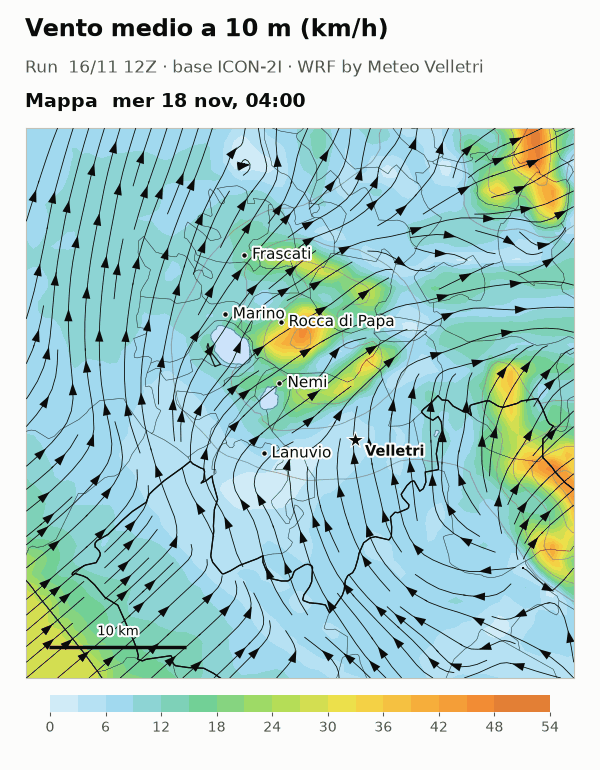 Vento medio a 10 m (km/h)
Run 16/11 12Z · base ICON-2I · WRF by Meteo Velletri
Mappa mer 18 nov, 04:00
Frascati
Marino
Rocca di Papa
Nemi
Lanuvio
Velletri
10 km
0 6 12 18 24 30 36 42 48 54